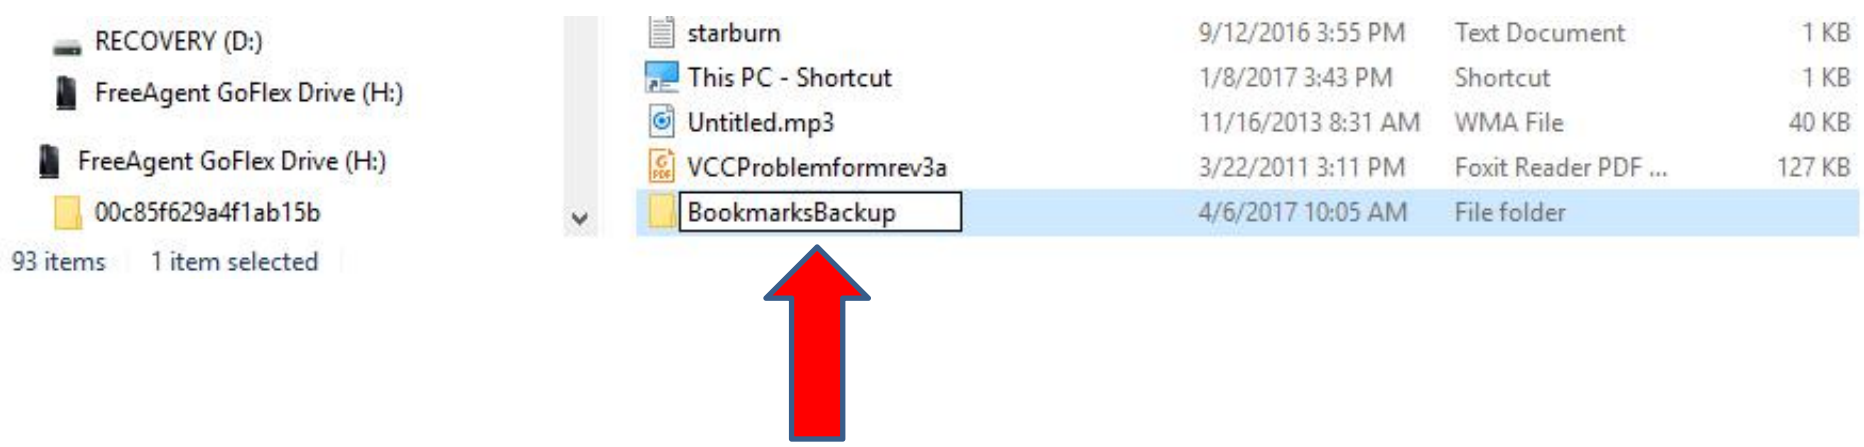 RECOVERY (D:)
FreeAgent GoFlex Drive (H:)
FreeAgent GoFlex Drive (H:)
00c85f629a4f1ab15b
93 items 1 item selected
starburn 9/12/2016 3:55 PM Text Document 1 KB
This PC - Shortcut 1/8/2017 3:43 PM Shortcut 1 KB
Untitled.mp3 11/16/2013 8:31 AM WMA File 40 KB
VCCProblemformrev3a 3/22/2011 3:11 PM Foxit Reader PDF ... 127 KB
BookmarksBackup 4/6/2017 10:05 AM File folder